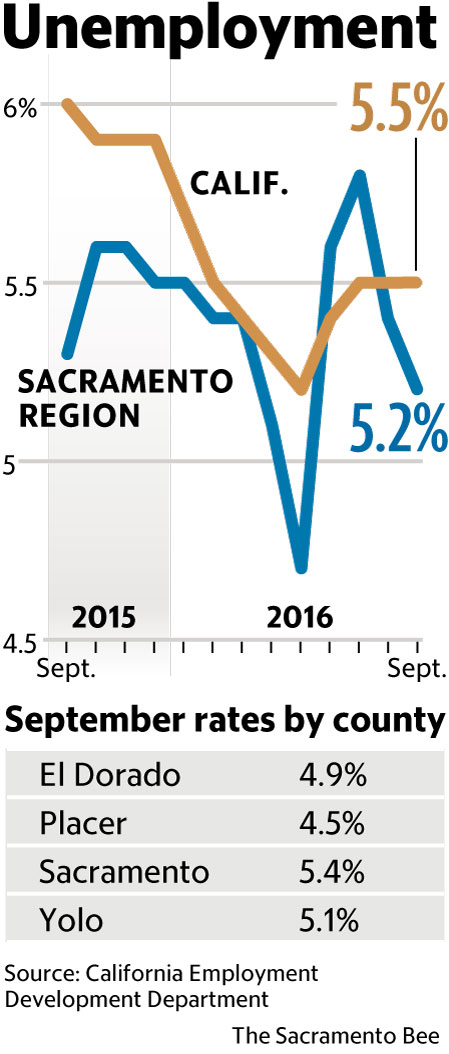 Unemployment
6%
5.5%
CALIF.
5.5
SACRAMENTO
REGION
5.2%
5
2015 2016
4.5
Sept. Sept.
September rates by county
El Dorado 4.9%
Placer 4.5%
Sacramento 5.4%
Yolo 5.1%
Source: California Employment
Development Department
The Sacramento Bee